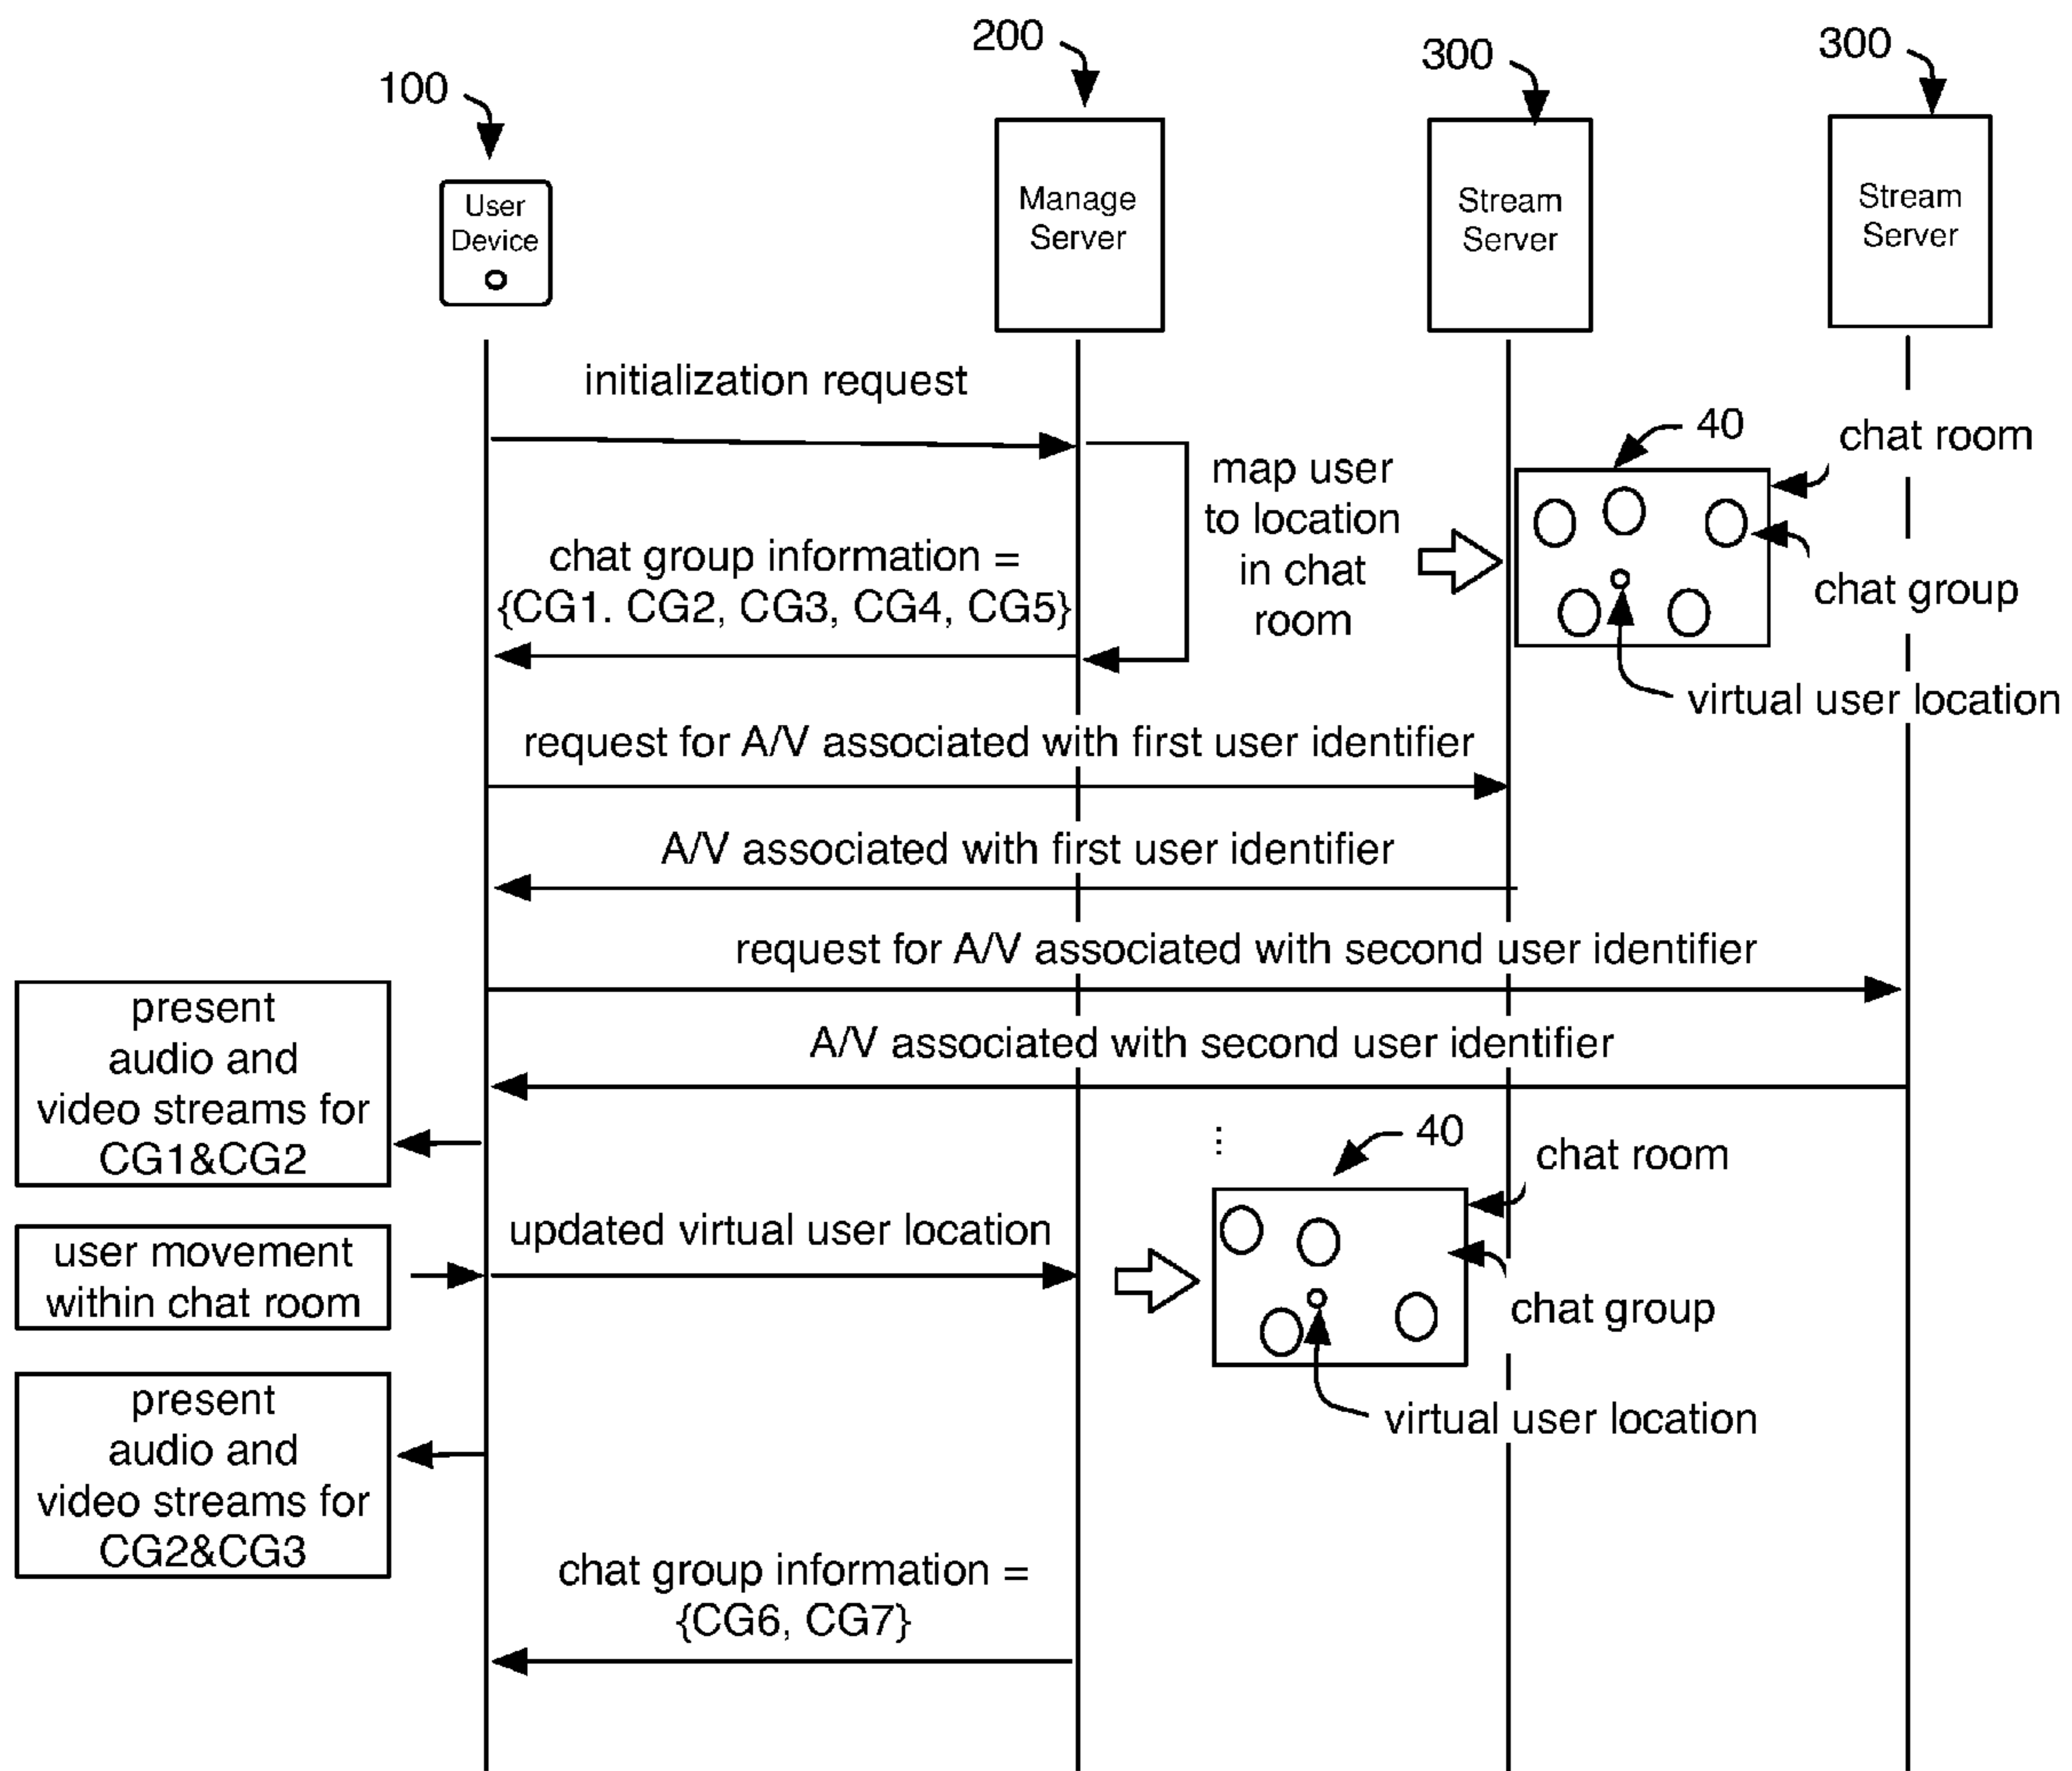 200
300
300
100
User
Device
Manage
Server
Stream
Server
Stream
Server
initialization request
40
chat room
map user
to location
in chat
room
chat group information =
{CG1. CG2, CG3, CG4, CG5}
chat group
virtual user location
request for A/V associated with first user identifier
A/V associated with first user identifier
request for A/V associated with second user identifier
present
audio and
video streams for
CG1&CG2
A/V associated with second user identifier
40
chat room
user movement
within chat room
updated virtual user location
chat group
virtual user location
present
audio and
video streams for
CG2&CG3
chat group information =
{CG6, CG7}